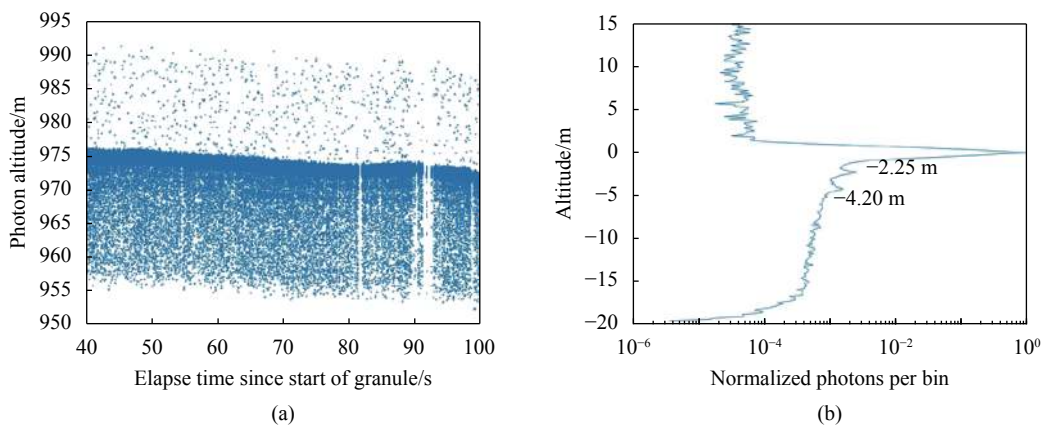 995
990
985
980
975
970
965
960
955
950
Photon altitude/m
40 50 60 70 80 90 100
Elapse time since start of granule/s
(a)
15
10
5
0
−5
−10
−15
−20
Altitude/m
−2.25 m
−4.20 m
10⁻⁶ 10⁻⁴ 10⁻² 10⁰
Normalized photons per bin
(b)